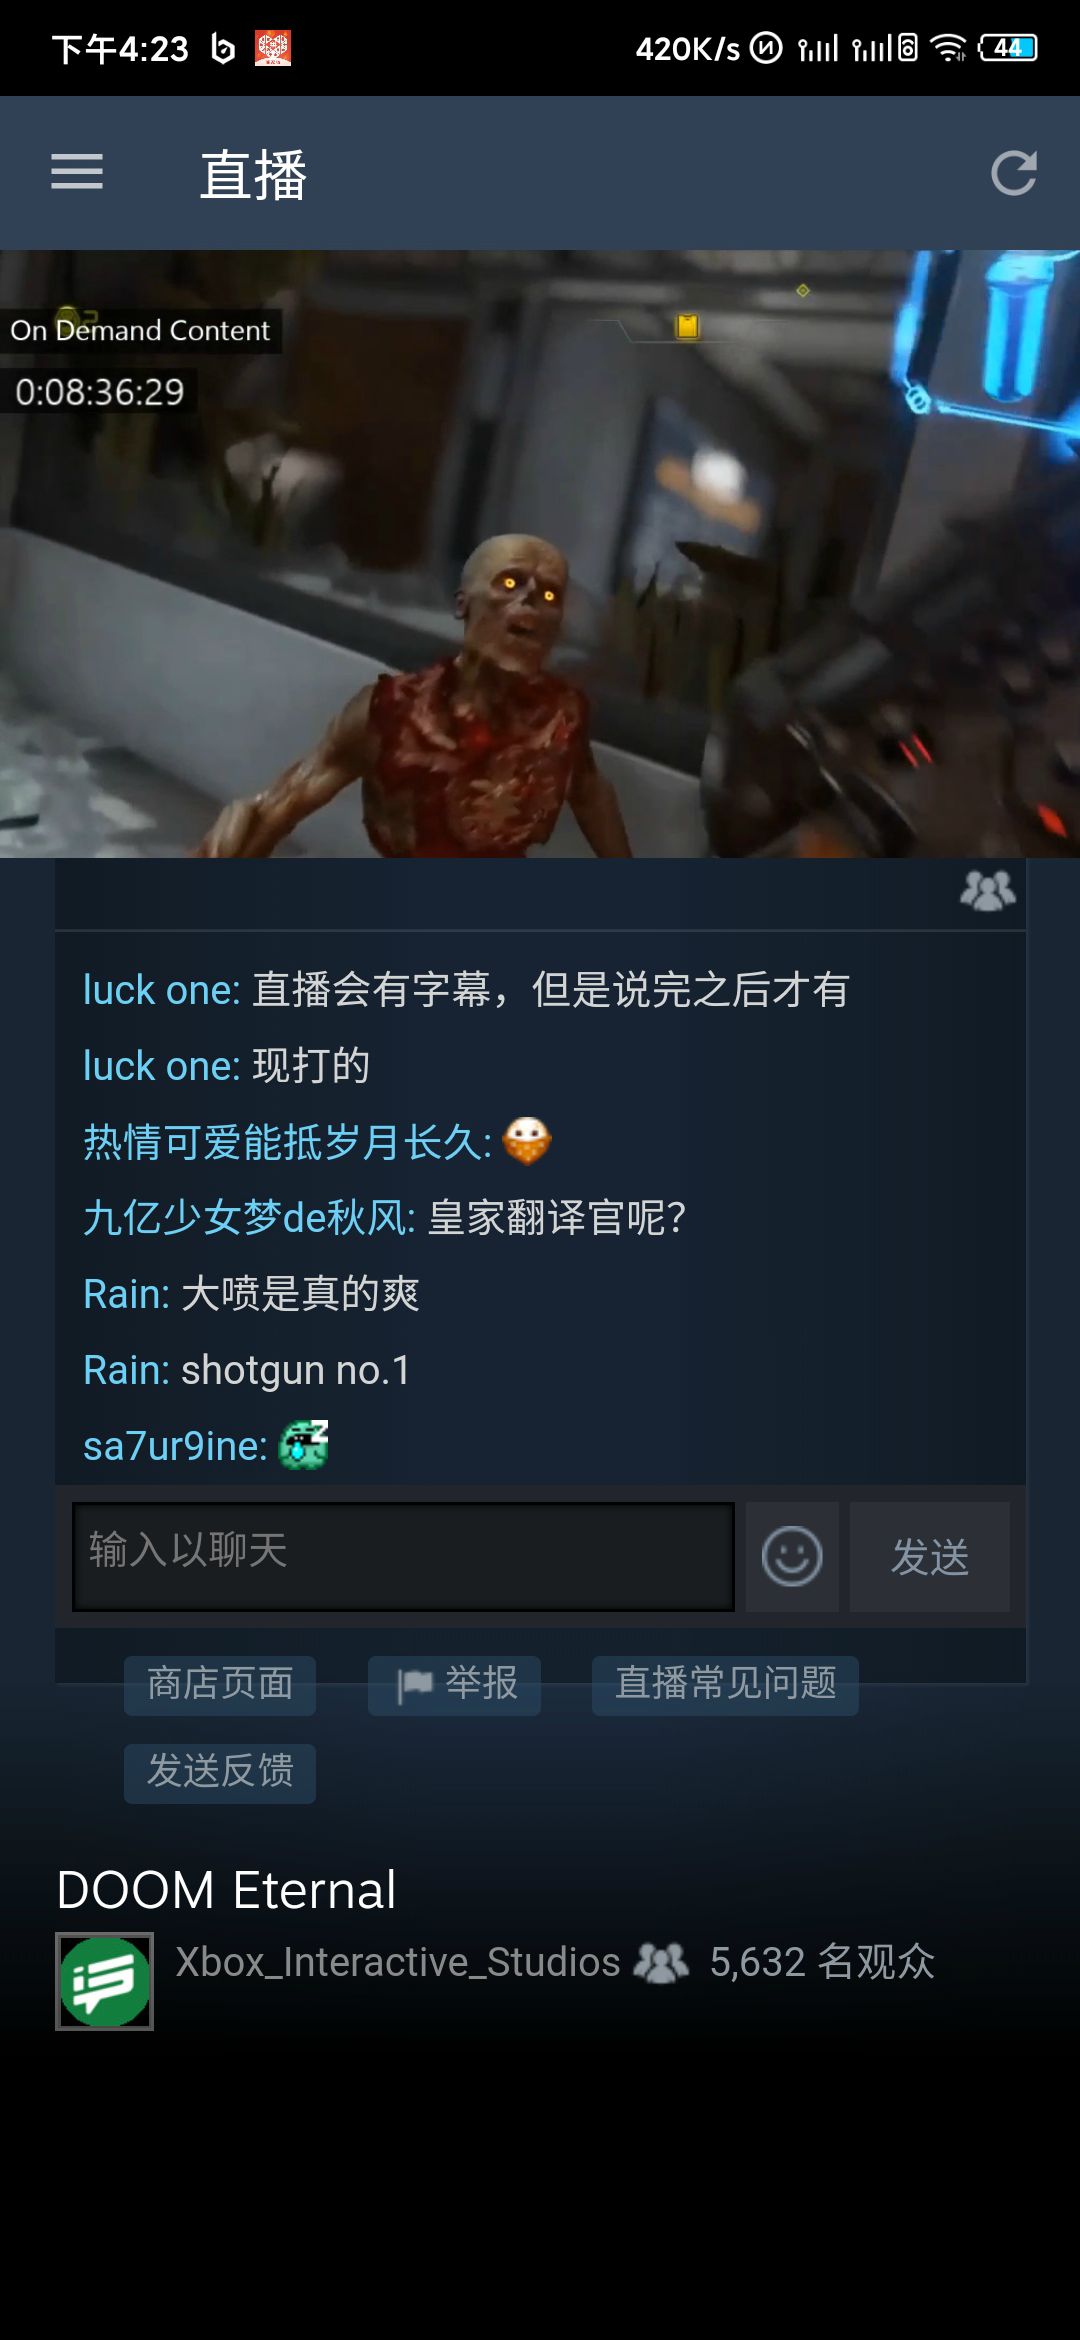 下午4:23
420K/s
44
直播
On Demand Content
0:08:36:29
luck one: 直播会有字幕，但是说完之后才有
luck one: 现打的
热情可爱能抵岁月长久:
九亿少女梦de秋风: 皇家翻译官呢？
Rain: 大喷是真的爽
Rain: shotgun no.1
sa7ur9ine:
输入以聊天
发送
商店页面
举报
直播常见问题
发送反馈
DOOM Eternal
Xbox_Interactive_Studios 5,632 名观众